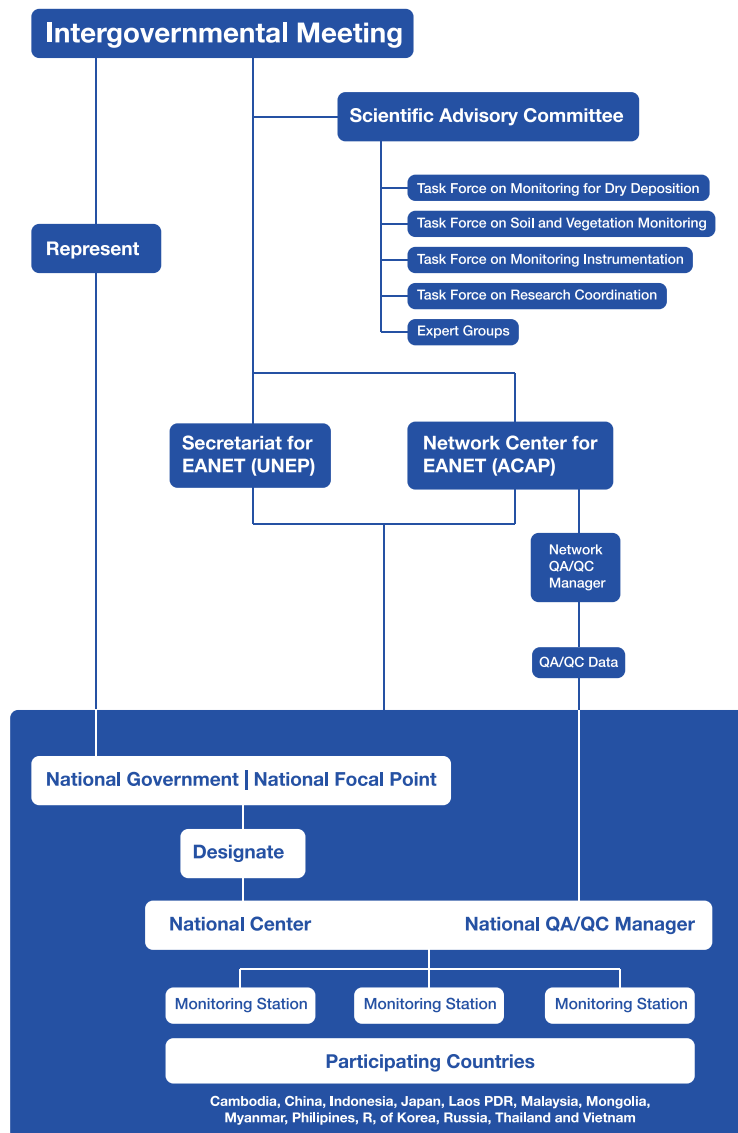 Intergovernmental Meeting
Scientific Advisory Committee
Task Force on Monitoring for Dry Deposition
Task Force on Soil and Vegetation Monitoring
Represent
Task Force on Monitoring Instrumentation
Task Force on Research Coordination
Expert Groups
Secretariat for
EANET (UNEP)
Network Center for
EANET (ACAP)
Network
QA/QC
Manager
QA/QC Data
National Government | National Focal Point
Designate
National Center
National QA/QC Manager
Monitoring Station
Monitoring Station
Monitoring Station
Participating Countries
Cambodia, China, Indonesia, Japan, Laos PDR, Malaysia, Mongolia,
Myanmar, Philipines, R, of Korea, Russia, Thailand and Vietnam